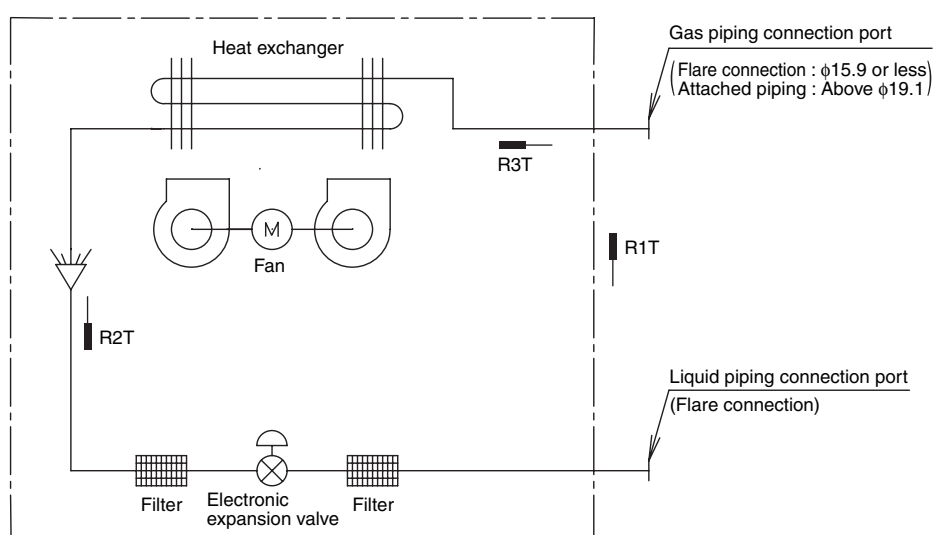 Heat exchanger
Gas piping connection port
(Flare connection : ϕ15.9 or less
Attached piping : Above ϕ19.1)
R3T
M
Fan
R1T
R2T
Liquid piping connection port
(Flare connection)
Filter
Electronic
expansion valve
Filter